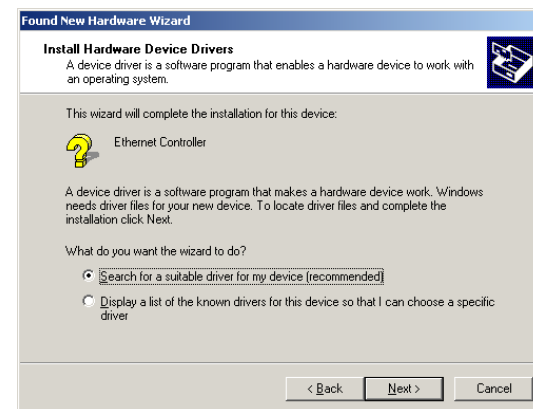 Found New Hardware Wizard
Install Hardware Device Drivers
A device driver is a software program that enables a hardware device to work with
an operating system.
This wizard will complete the installation for this device:
Ethernet Controller
A device driver is a software program that makes a hardware device work. Windows
needs driver files for your new device. To locate driver files and complete the
installation click Next.
What do you want the wizard to do?
Search for a suitable driver for my device (recommended)
Display a list of the known drivers for this device so that I can choose a specific
driver
< Back Next > Cancel